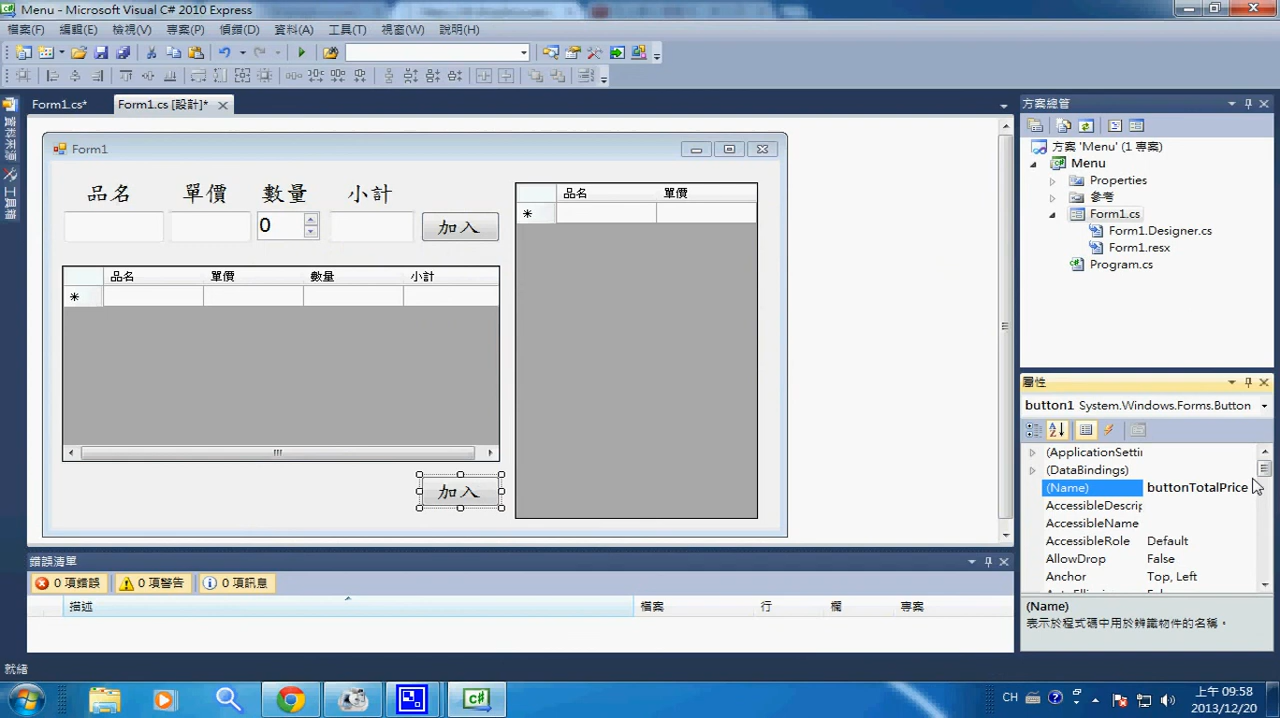 Menu - Microsoft Visual C# 2010 Express
檔案(F) 編輯(E) 檢視(V) 專案(P) 偵錯(D) 資料(A) 工具(T) 視窗(W) 說明(H)
Form1.cs*
Form1.cs [設計]*
資料來源
工具箱
Form1
品名 單價 數量 小計
0
加入
品名 單價
品名 單價 數量 小計
加入
方案總管
方案 'Menu' (1 專案)
Menu
Properties
參考
Form1.cs
Form1.Designer.cs
Form1.resx
Program.cs
屬性
button1 System.Windows.Forms.Button
(ApplicationSetti
(DataBindings)
(Name) buttonTotalPrice
AccessibleDescrip
AccessibleName
AccessibleRole Default
AllowDrop False
Anchor Top, Left
(Name)
表示於程式碼中用於辨識物件的名稱。
錯誤清單
0 項錯誤 0 項警告 0 項訊息
描述 檔案 行 欄 專案
就緒
CH
上午 09:58
2013/12/20